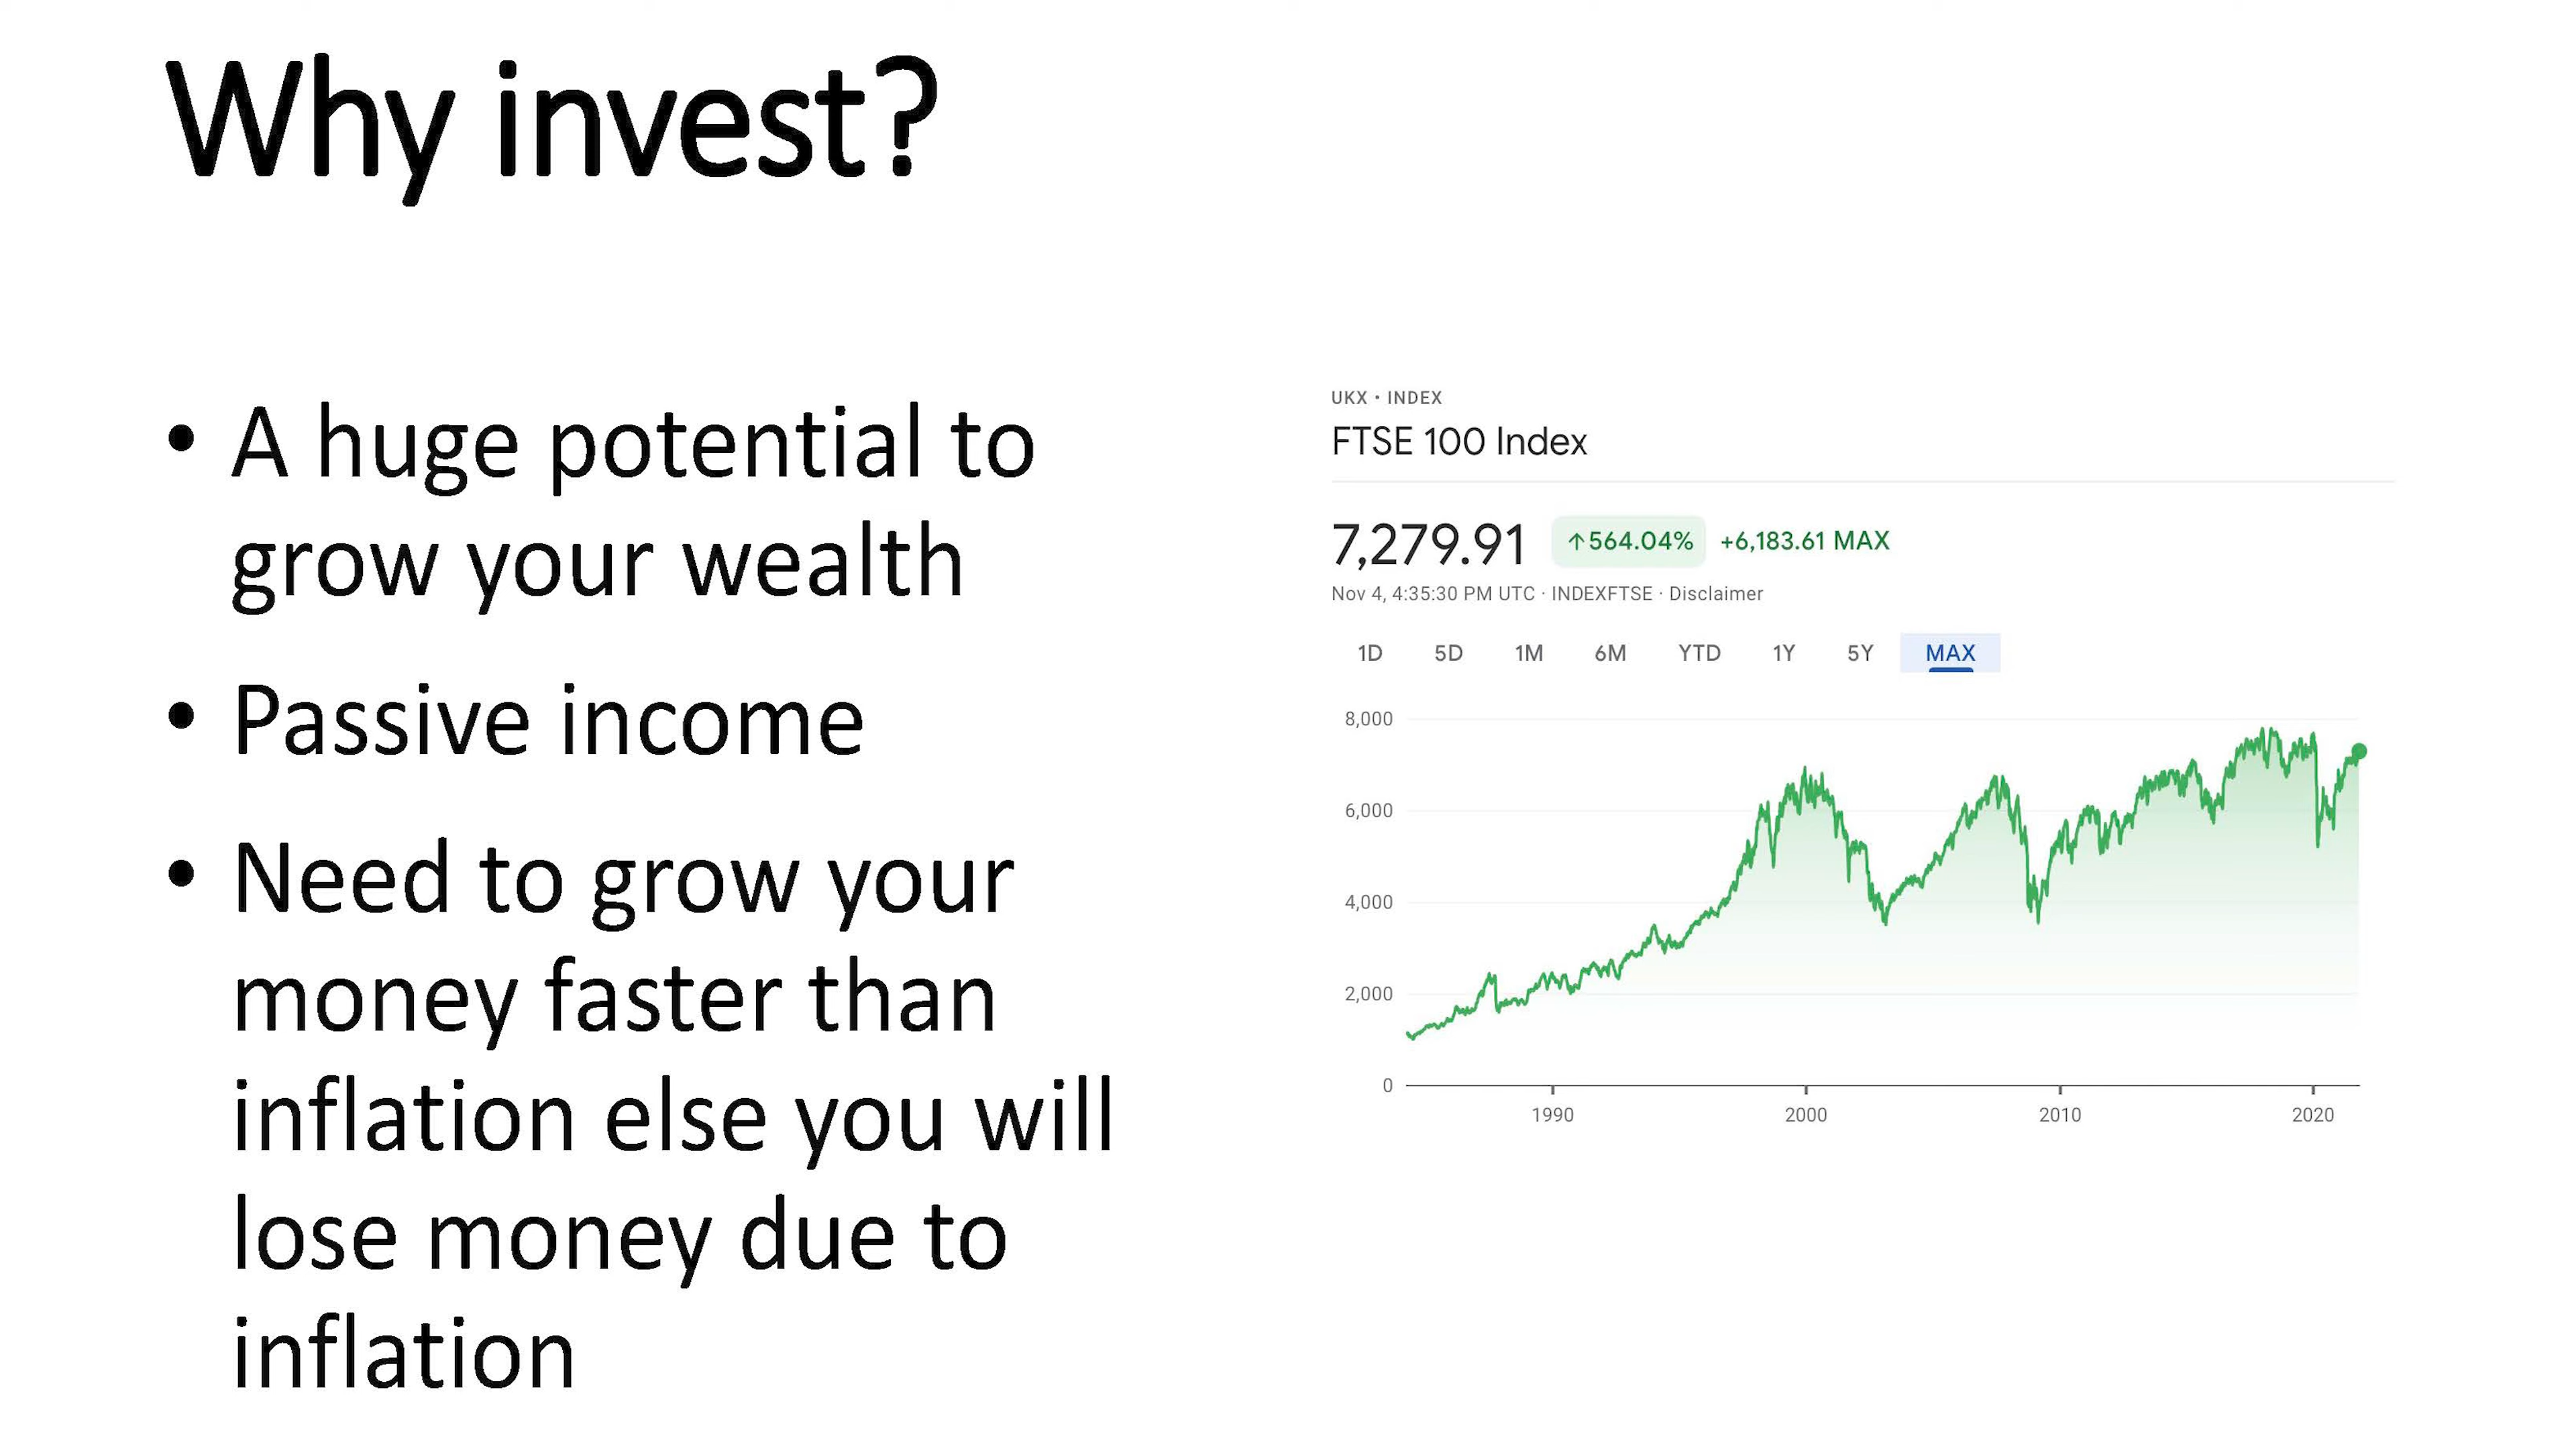 Why invest?
• A huge potential to
grow your wealth
• Passive income
• Need to grow your
money faster than
inflation else you will
lose money due to
inflation
UKX • INDEX
FTSE 100 Index
7,279.91 ↑564.04% +6,183.61 MAX
Nov 4, 4:35:30 PM UTC · INDEXFTSE · Disclaimer
1D 5D 1M 6M YTD 1Y 5Y MAX
8,000
6,000
4,000
2,000
0
1990 2000 2010 2020